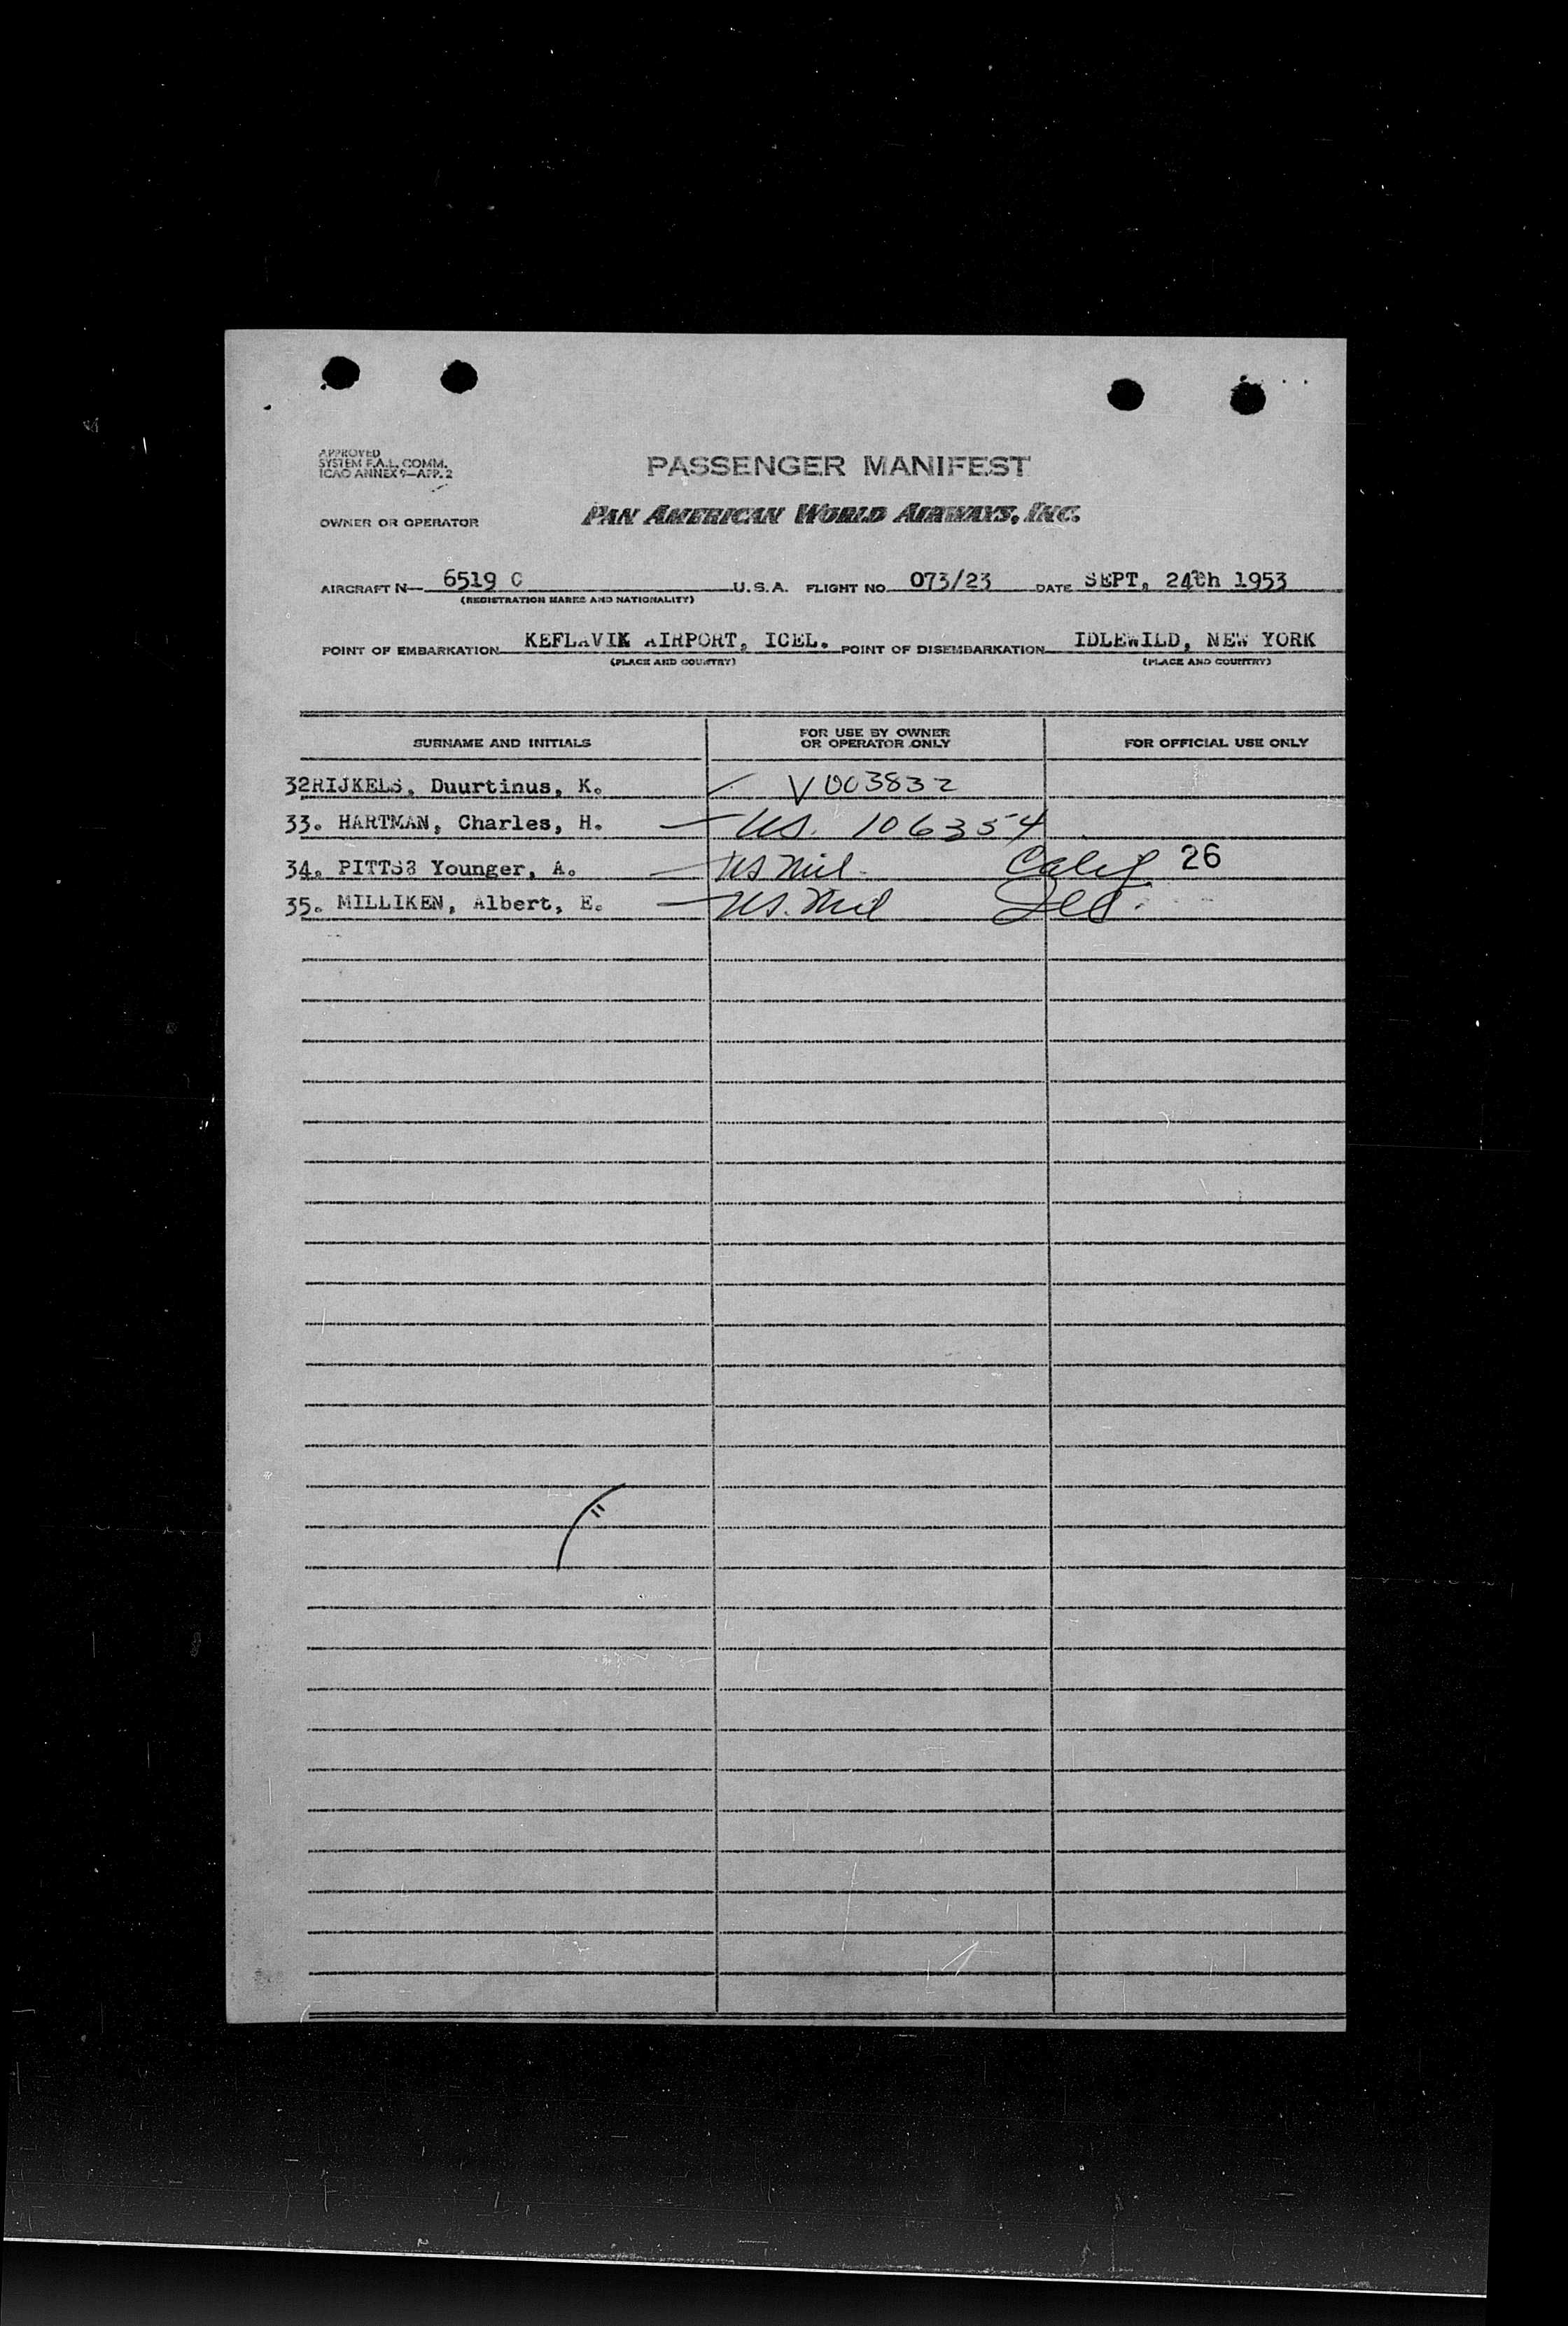 APPROVED
SYSTEM F.A.L. COMM.
ICAO ANNEX 9—APP. 2
PASSENGER MANIFEST
OWNER OR OPERATOR PAN AMERICAN WORLD AIRWAYS, INC.
AIRCRAFT N— 6519 C U.S.A. FLIGHT NO. 073/23 DATE SEPT, 24th 1953
(REGISTRATION MARKS AND NATIONALITY)
POINT OF EMBARKATION KEFLAVIK AIRPORT, ICEL. POINT OF DISEMBARKATION IDLEWILD, NEW YORK
(PLACE AND COUNTRY) (PLACE AND COUNTRY)
SURNAME AND INITIALS FOR USE BY OWNER OR OPERATOR ONLY FOR OFFICIAL USE ONLY
32RIJKELS, Duurtinus, K. V 003832
33. HARTMAN, Charles, H. US. 106354
34. PITTS8 Younger, A. US Mil. Calif 26
35. MILLIKEN, Albert, E. US. Mil Ill.